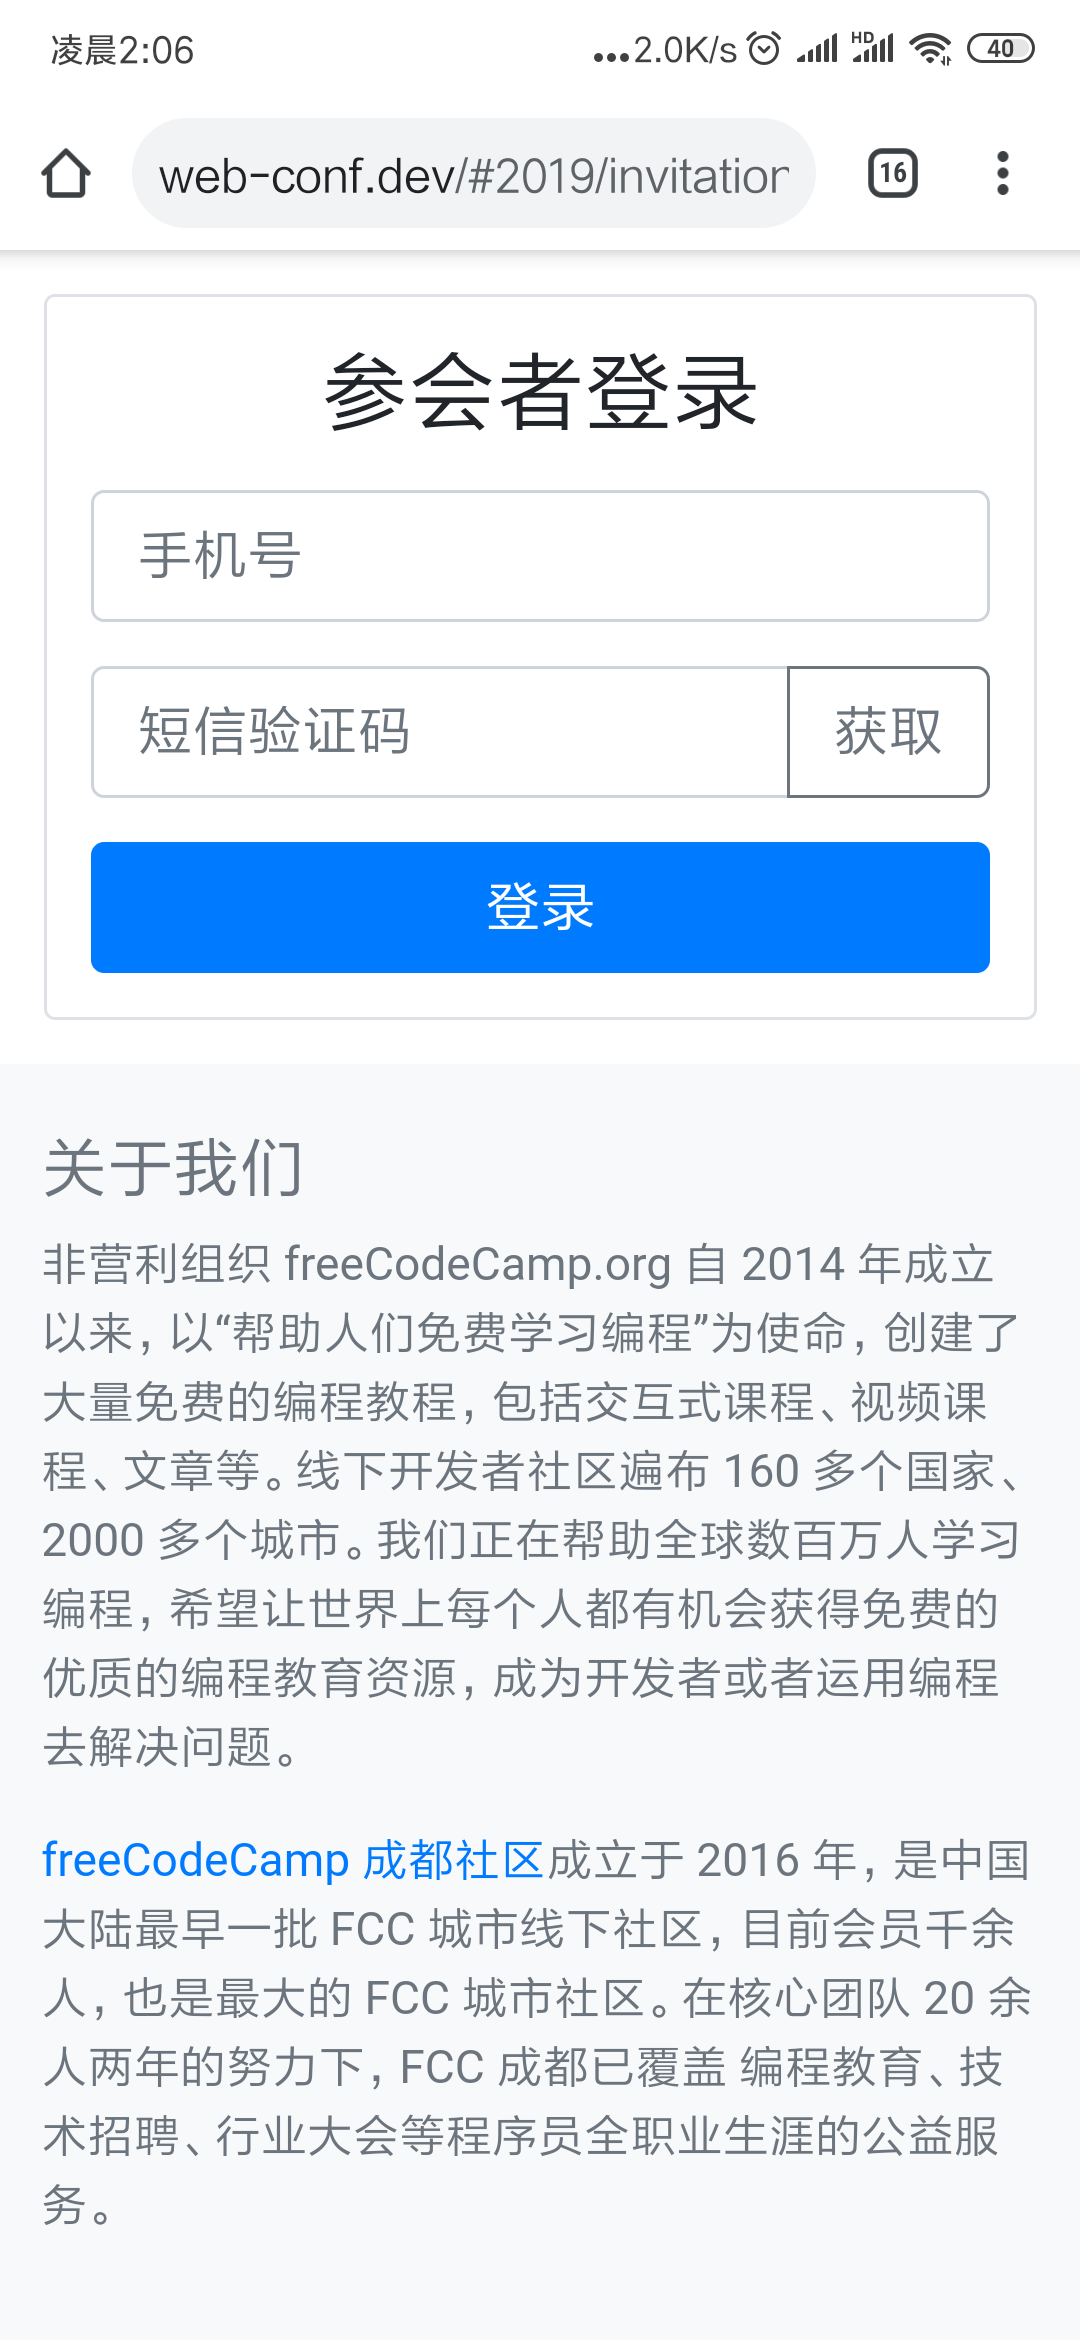 凌晨2:06
...2.0K/s
HD
40
web-conf.dev/#2019/invitation
16
参会者登录
手机号
短信验证码
获取
登录
关于我们
非营利组织 freeCodeCamp.org 自 2014 年成立
以来，以“帮助人们免费学习编程”为使命，创建了
大量免费的编程教程，包括交互式课程、视频课
程、文章等。线下开发者社区遍布 160 多个国家、
2000 多个城市。我们正在帮助全球数百万人学习
编程，希望让世界上每个人都有机会获得免费的
优质的编程教育资源，成为开发者或者运用编程
去解决问题。
freeCodeCamp 成都社区成立于 2016 年，是中国
大陆最早一批 FCC 城市线下社区，目前会员千余
人，也是最大的 FCC 城市社区。在核心团队 20 余
人两年的努力下，FCC 成都已覆盖 编程教育、技
术招聘、行业大会等程序员全职业生涯的公益服
务。